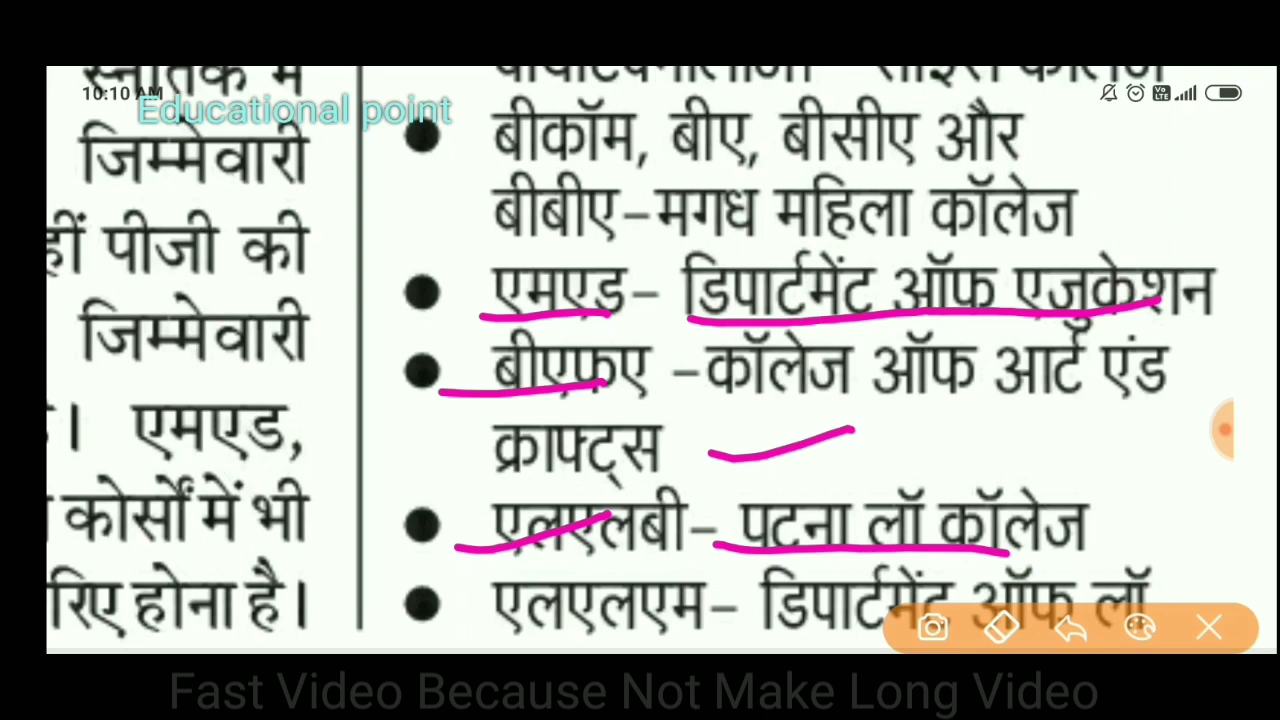 10:10 AM
Educational point
स्नातक में
जिम्मेवारी
हीं पीजी की
जिम्मेवारी
। एमएड,
कोर्सों में भी
रिए होना है।
बीकॉम, बीए, बीसीए और
बीबीए-मगध महिला कॉलेज
एमएड- डिपार्टमेंट ऑफ एजुकेशन
बीएफए -कॉलेज ऑफ आर्ट एंड
क्राफ्ट्स
एलएलबी- पटना लॉ कॉलेज
एलएलएम- डिपार्टमेंट ऑफ लॉ
Fast Video Because Not Make Long Video